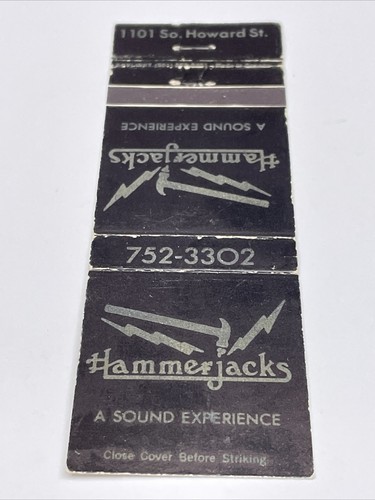 1101 So. Howard St.
A SOUND EXPERIENCE
Hammerjacks
752-3302
Hammerjacks
A SOUND EXPERIENCE
Close Cover Before Striking